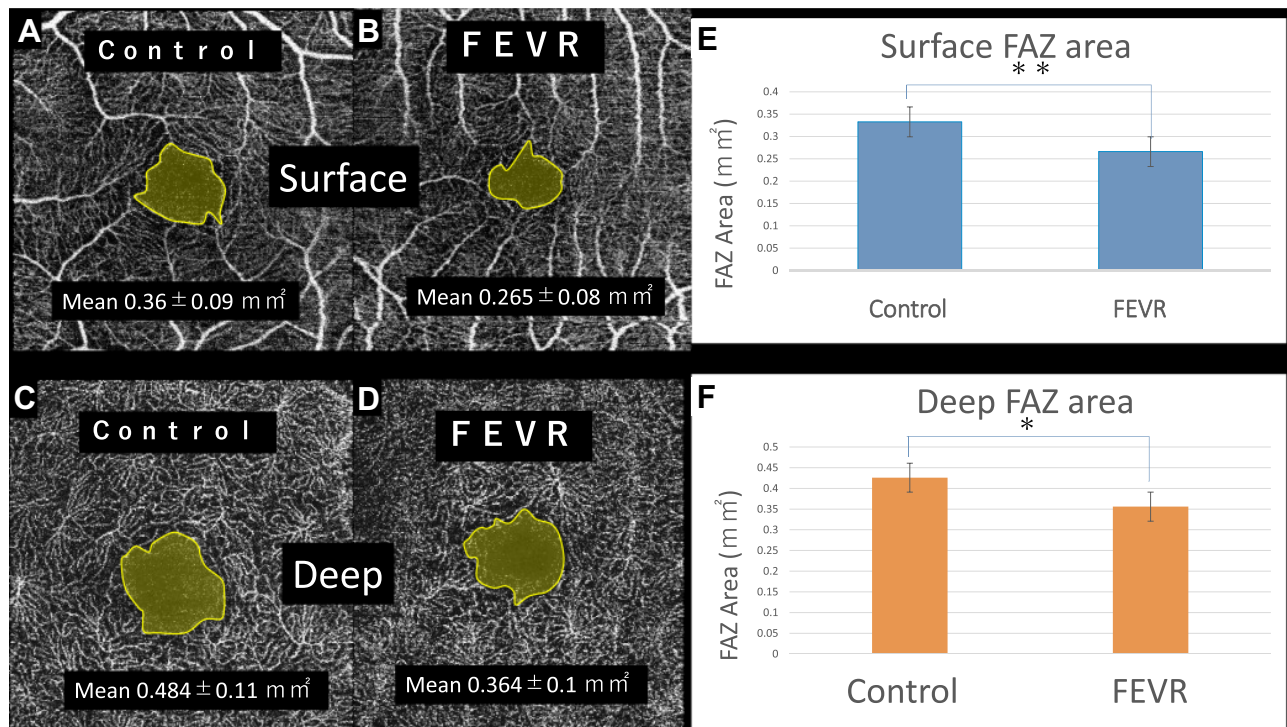 A
Control
B
FEVR
Surface
Mean 0.36 ± 0.09 m㎡
Mean 0.265 ± 0.08 m㎡
C
Control
D
FEVR
Deep
Mean 0.484 ± 0.11 m㎡
Mean 0.364 ± 0.1 m㎡
E
Surface FAZ area
* *
FAZ Area (m㎡)
0.4
0.35
0.3
0.25
0.2
0.15
0.1
0.05
0
Control
FEVR
F
Deep FAZ area
*
FAZ Area (m㎡)
0.5
0.45
0.4
0.35
0.3
0.25
0.2
0.15
0.1
0.05
0
Control
FEVR